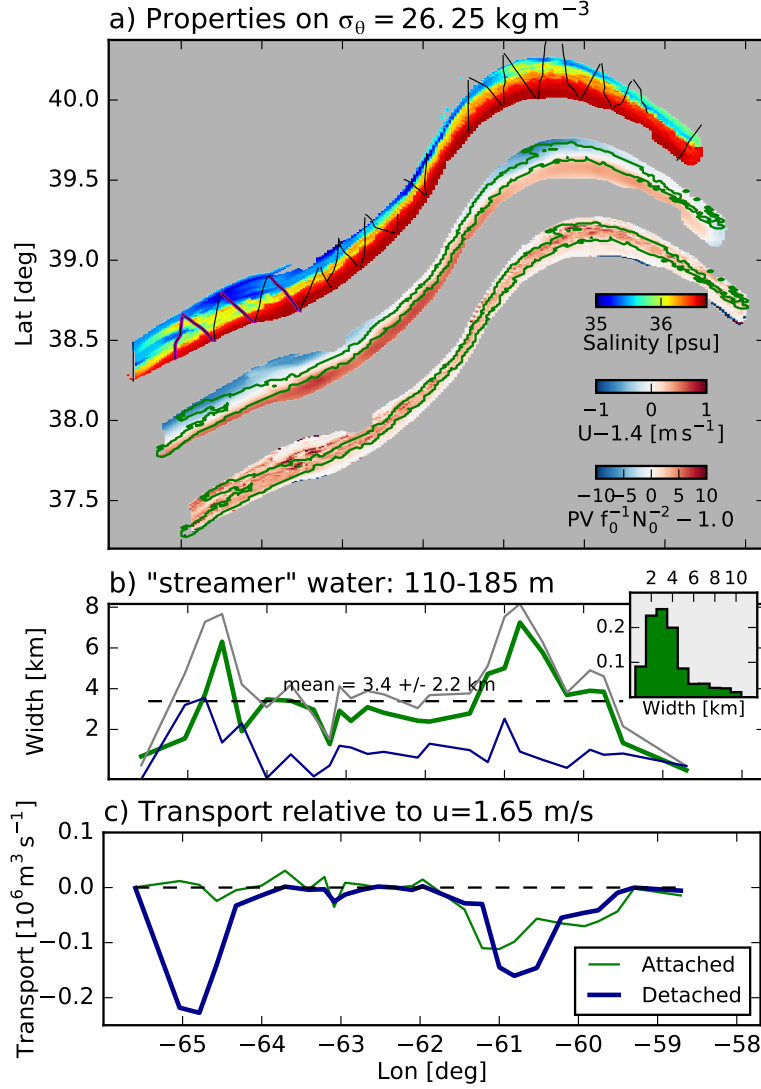 a) Properties on σθ = 26.25 kg m⁻³
40.0
39.5
39.0
38.5
38.0
37.5
Lat [deg]
35 36
Salinity [psu]
−1 0 1
U−1.4 [m s⁻¹]
−10 −5 0 5 10
PV f₀⁻¹N₀⁻² − 1.0
b) "streamer" water: 110-185 m
8
6
4
2
Width [km]
mean = 3.4 +/- 2.2 km
2 4 6 8 10
0.2
0.1
Width [km]
c) Transport relative to u=1.65 m/s
0.1
0.0
−0.1
−0.2
Transport [10⁶ m³ s⁻¹]
Attached
Detached
−65 −64 −63 −62 −61 −60 −59 −58
Lon [deg]